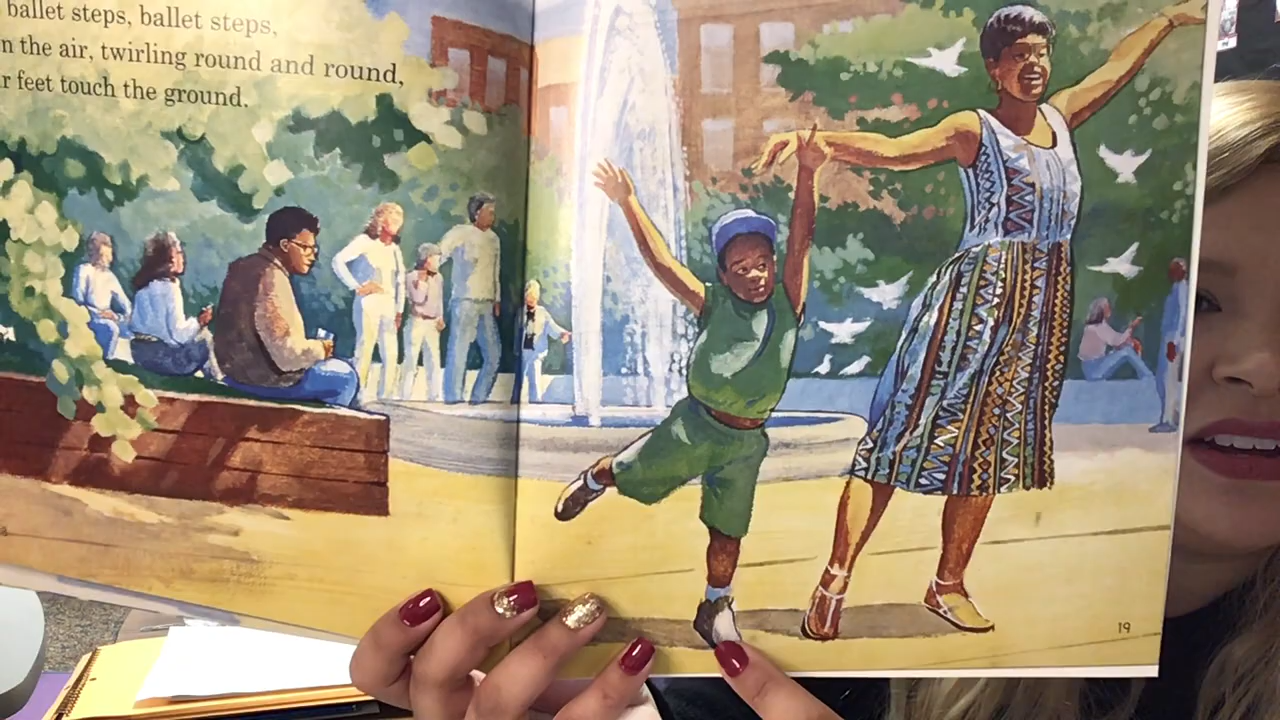 ballet steps, ballet steps,
n the air, twirling round and round,
r feet touch the ground.
19